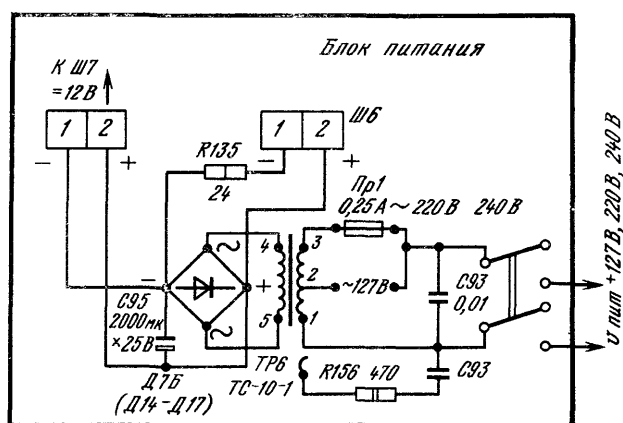 Блок питания
К Ш7
=12В
1 2
− +
R135
24
1 2
Ш6
− +
Пр1
0,25А ~ 220В 240В
4
3
2
~127В
1
5
−
+
~
~
С95
2000мк
×25В
Д7Б
(Д14-Д17)
ТР6
ТС-10-1
R156 470
С93
0,01
С93
U пит +127В, 220В, 240В